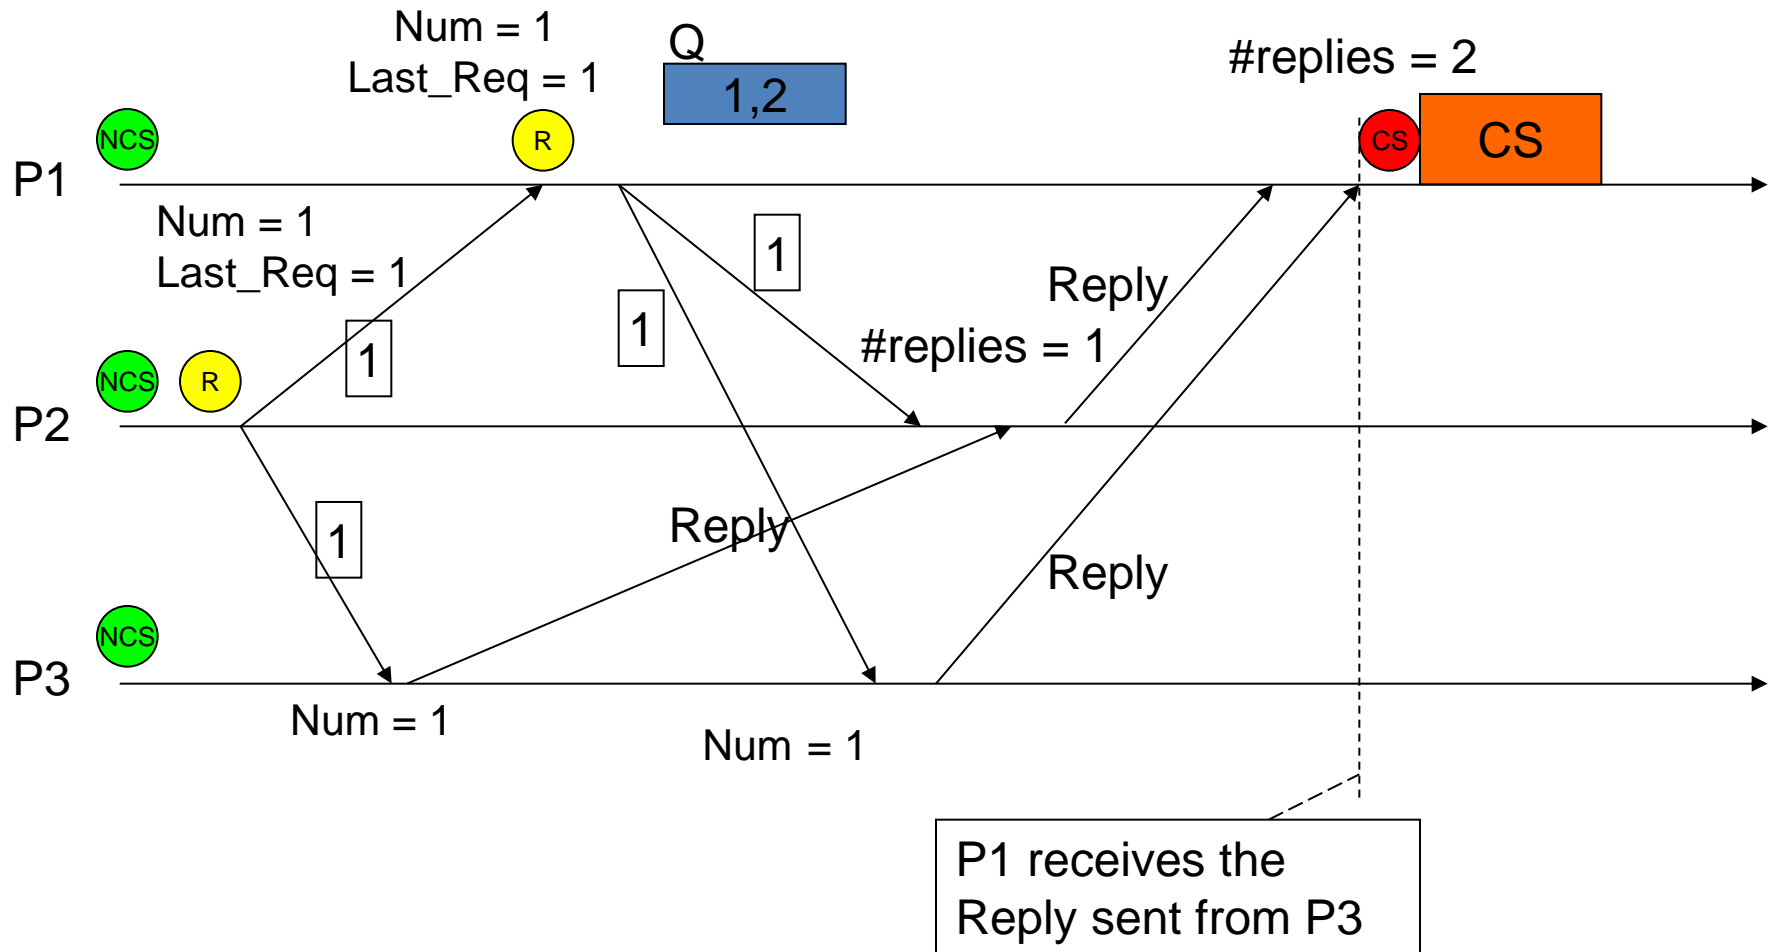 Num = 1
Last_Req = 1
Q
1,2
#replies = 2
NCS
R
CS
CS
P1
Num = 1
Last_Req = 1
1
1
1
Reply
#replies = 1
NCS
R
P2
1
Reply
Reply
NCS
P3
Num = 1
Num = 1
P1 receives the
Reply sent from P3